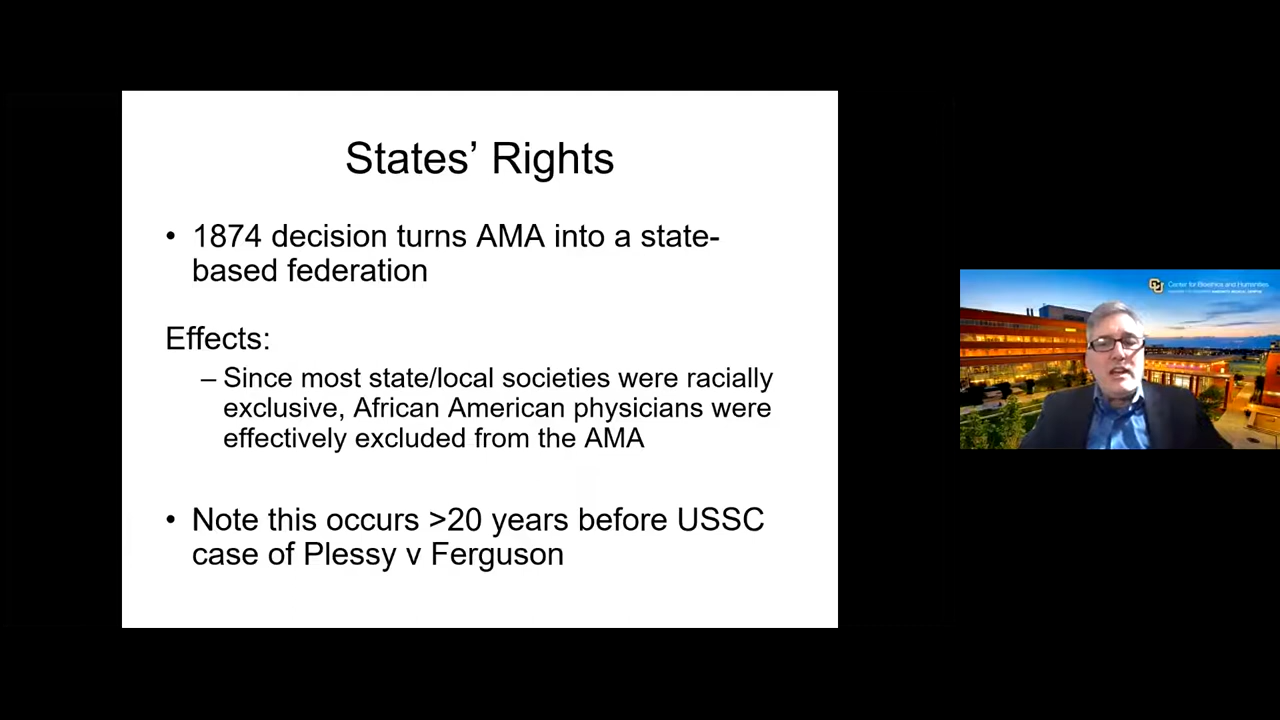 States’ Rights
• 1874 decision turns AMA into a state-
based federation
Effects:
– Since most state/local societies were racially
exclusive, African American physicians were
effectively excluded from the AMA
• Note this occurs >20 years before USSC
case of Plessy v Ferguson
Center for Bioethics and Humanities